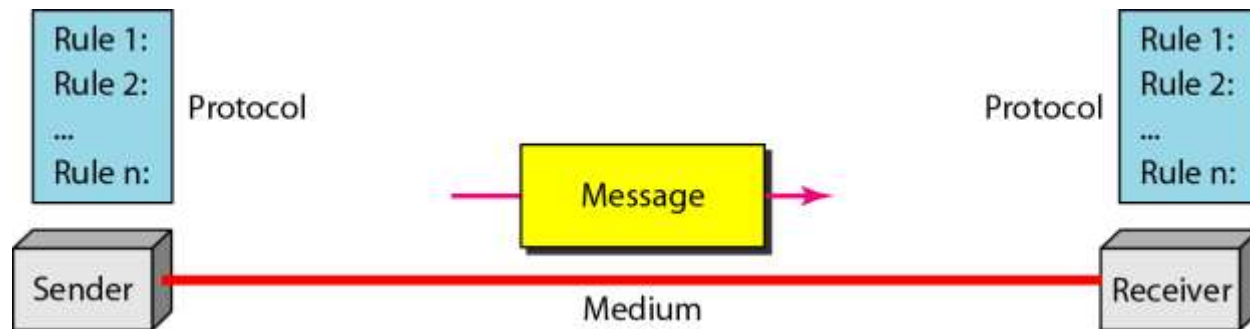 Rule 1:
Rule 2:
...
Rule n:
Protocol
Protocol
Rule 1:
Rule 2:
...
Rule n:
Message
Sender
Medium
Receiver